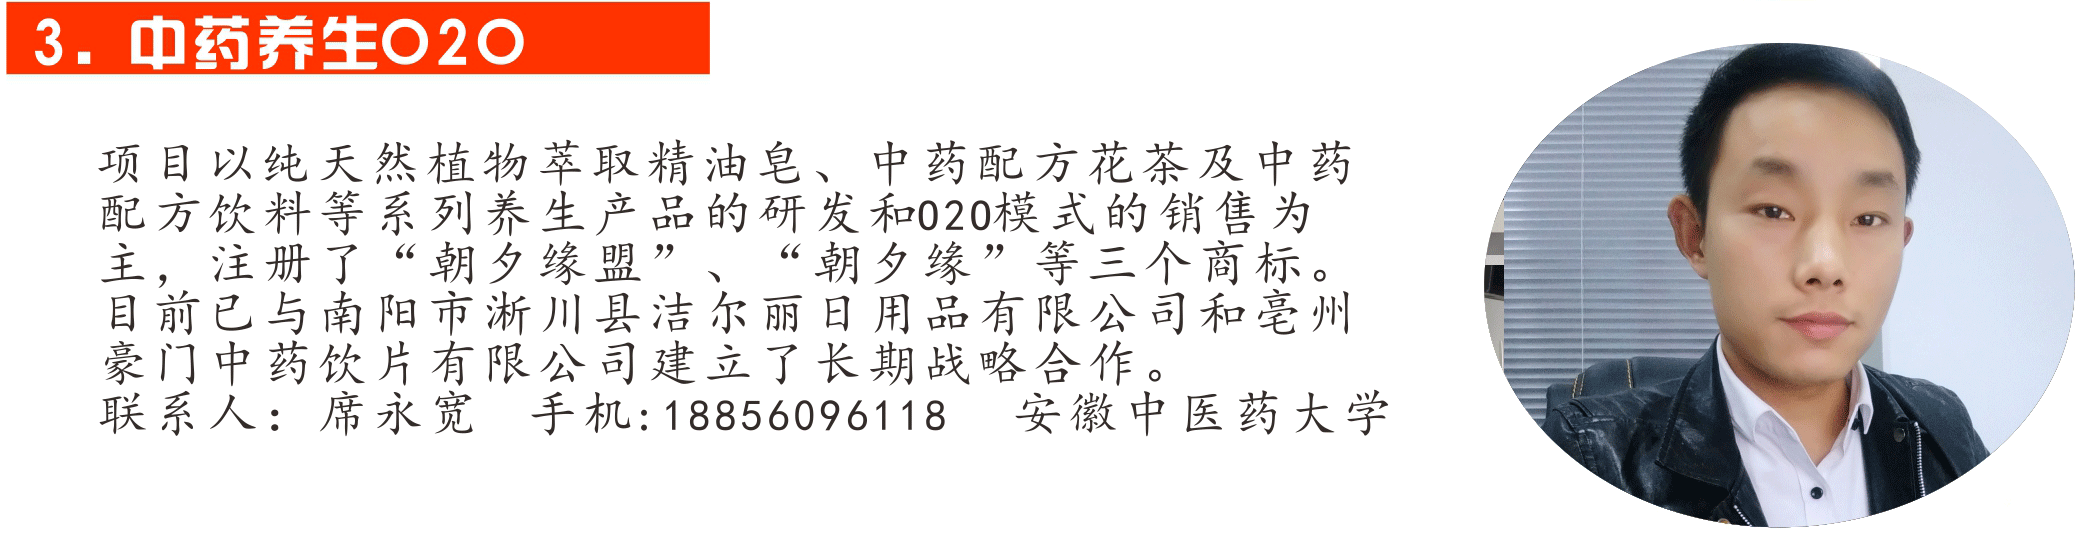 3. 中药养生O2O
项目以纯天然植物萃取精油皂、中药配方花茶及中药
配方饮料等系列养生产品的研发和O2O模式的销售为
主，注册了“朝夕缘盟”、“朝夕缘”等三个商标。
目前已与南阳市淅川县洁尔丽日用品有限公司和亳州
豪门中药饮片有限公司建立了长期战略合作。
联系人：席永宽 手机:18856096118 安徽中医药大学